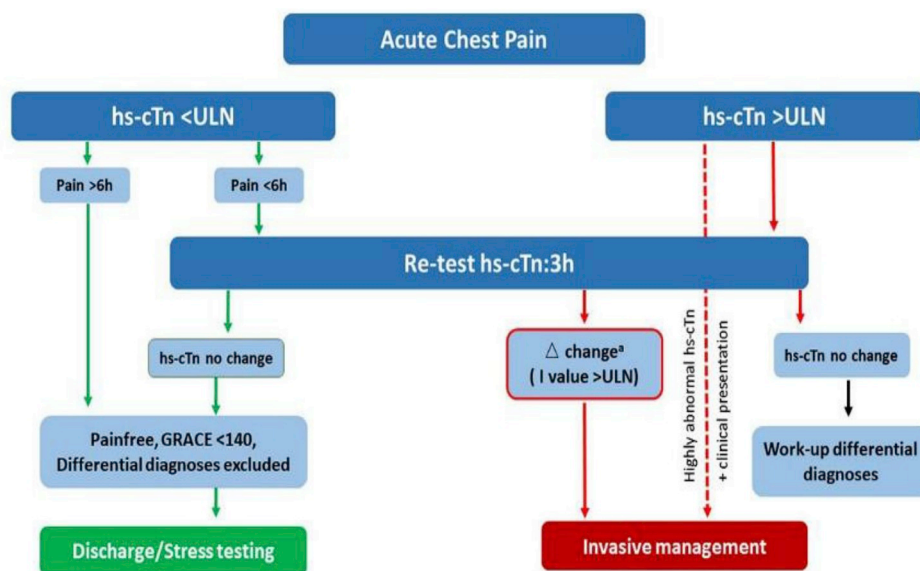 Acute Chest Pain
hs-cTn <ULN
hs-cTn >ULN
Pain >6h
Pain <6h
Re-test hs-cTn:3h
hs-cTn no change
△ change^a
( I value >ULN)
Highly abnormal hs-cTn
+ clinical presentation
hs-cTn no change
Painfree, GRACE <140,
Differential diagnoses excluded
Work-up differential
diagnoses
Discharge/Stress testing
Invasive management